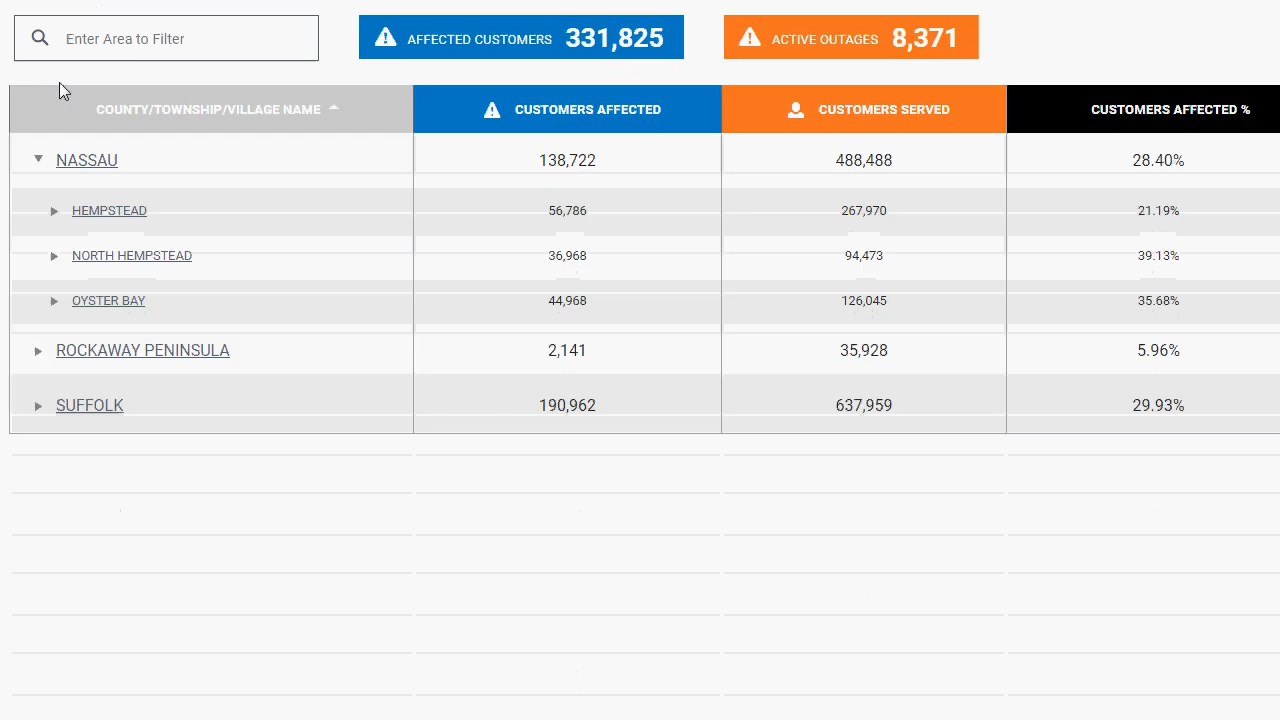 Enter Area to Filter
AFFECTED CUSTOMERS 331,825
ACTIVE OUTAGES 8,371
COUNTY/TOWNSHIP/VILLAGE NAME CUSTOMERS AFFECTED CUSTOMERS SERVED CUSTOMERS AFFECTED %
NASSAU 138,722 488,488 28.40%
HEMPSTEAD 56,786 267,970 21.19%
NORTH HEMPSTEAD 36,968 94,473 39.13%
OYSTER BAY 44,968 126,045 35.68%
ROCKAWAY PENINSULA 2,141 35,928 5.96%
SUFFOLK 190,962 637,959 29.93%